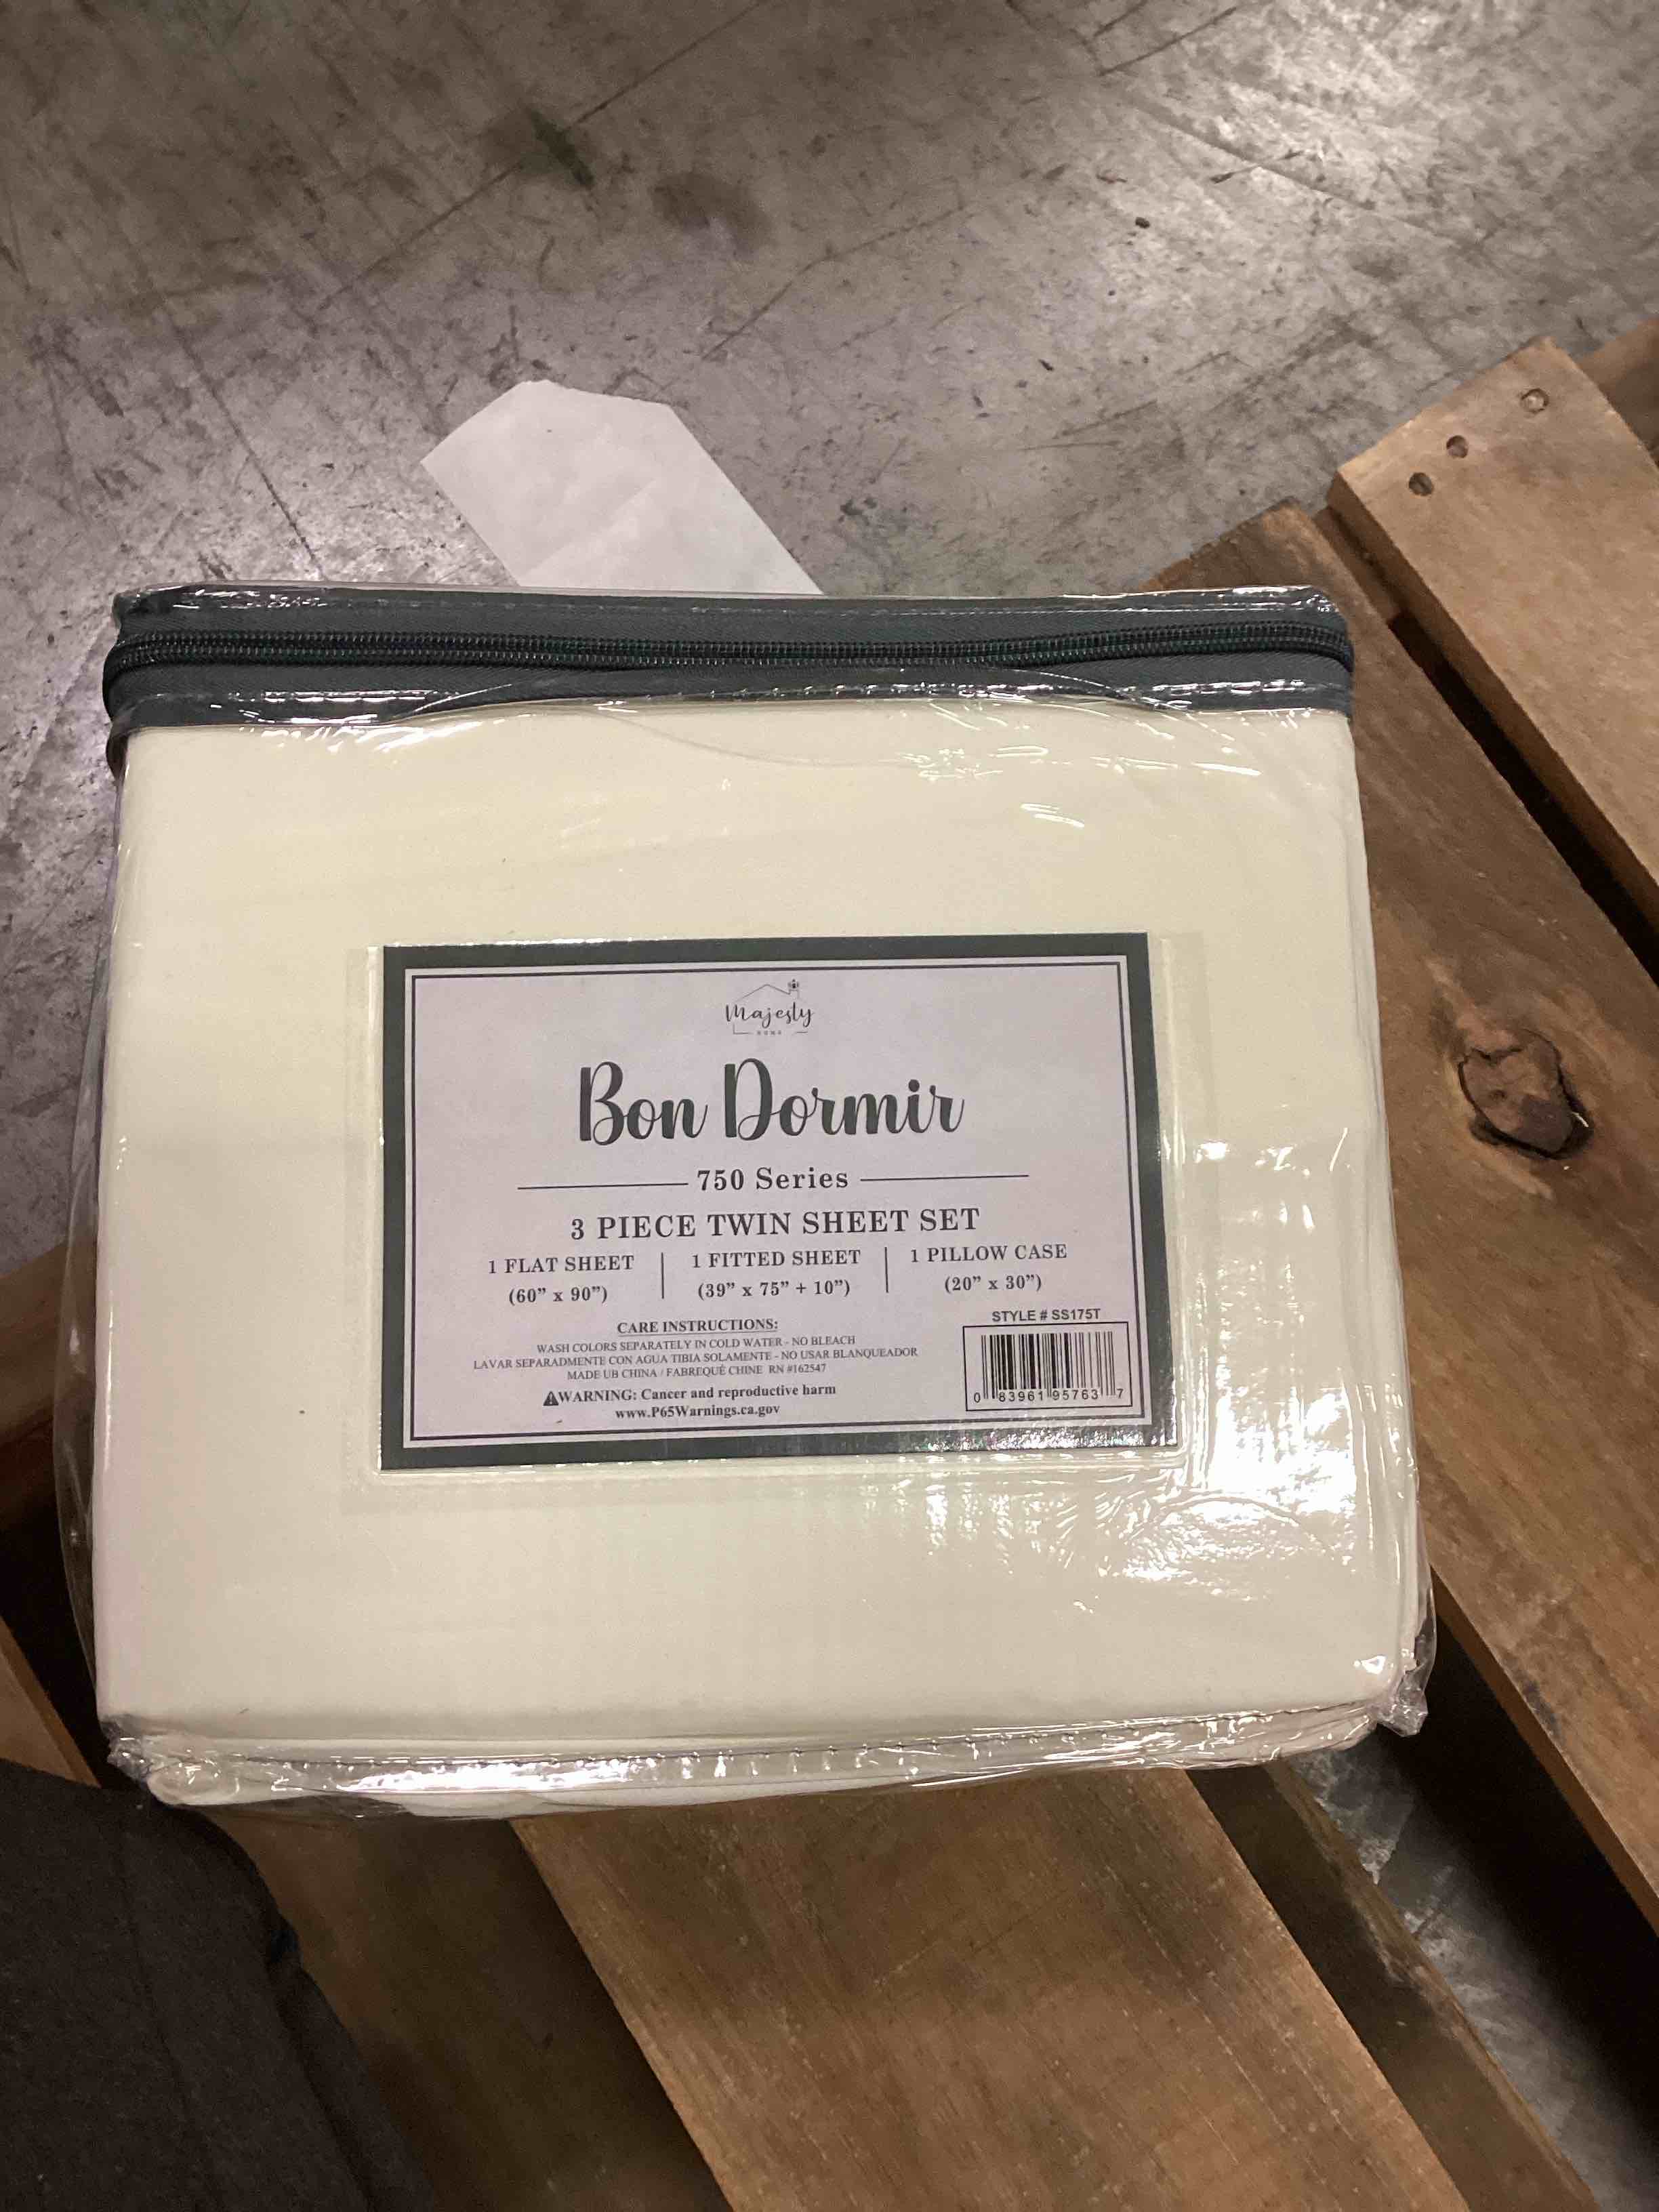 Majesty
HOME
Bon Dormir
750 Series
3 PIECE TWIN SHEET SET
1 FLAT SHEET
(60” x 90”)
1 FITTED SHEET
(39” x 75” + 10”)
1 PILLOW CASE
(20” x 30”)
CARE INSTRUCTIONS:
WASH COLORS SEPARATELY IN COLD WATER - NO BLEACH
LAVAR SEPARADMENTE CON AGUA TIBIA SOLAMENTE - NO USAR BLANQUEADOR
MADE UB CHINA / FABREQUÉ CHINE RN #162547
⚠WARNING: Cancer and reproductive harm
www.P65Warnings.ca.gov
STYLE # SS175T
0 83961 95763 7